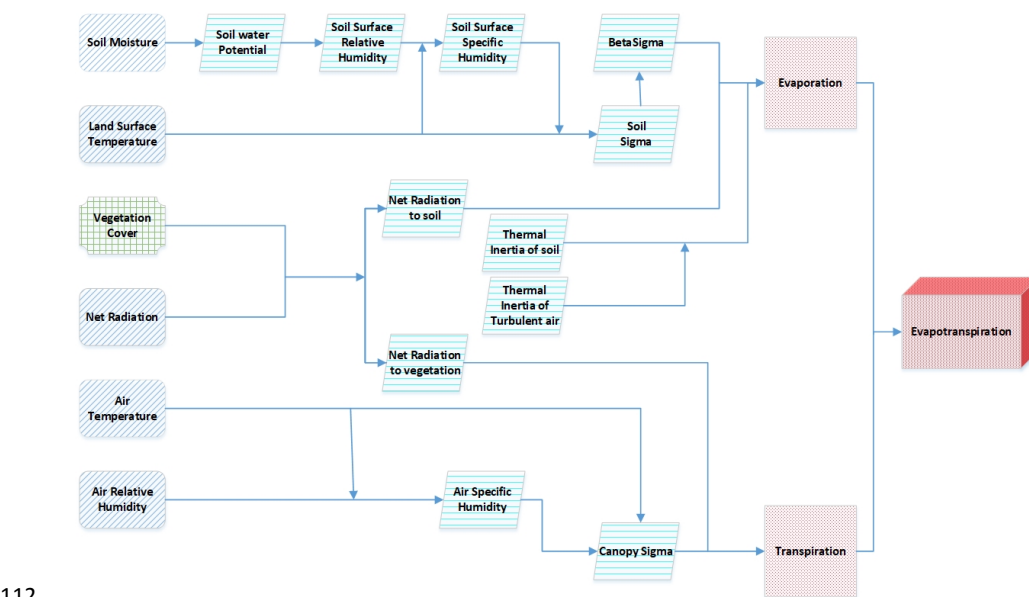 Soil Moisture
Soil water
Potential
Soil Surface
Relative
Humidity
Soil Surface
Specific
Humidity
BetaSigma
Evaporation
Land Surface
Temperature
Soil
Sigma
Vegetation
Cover
Net Radiation
to soil
Thermal
Inertia of soil
Thermal
Inertia of
Turbulent air
Net Radiation
Evapotranspiration
Net Radiation
to vegetation
Air
Temperature
Air Relative
Humidity
Air Specific
Humidity
Canopy Sigma
Transpiration
112